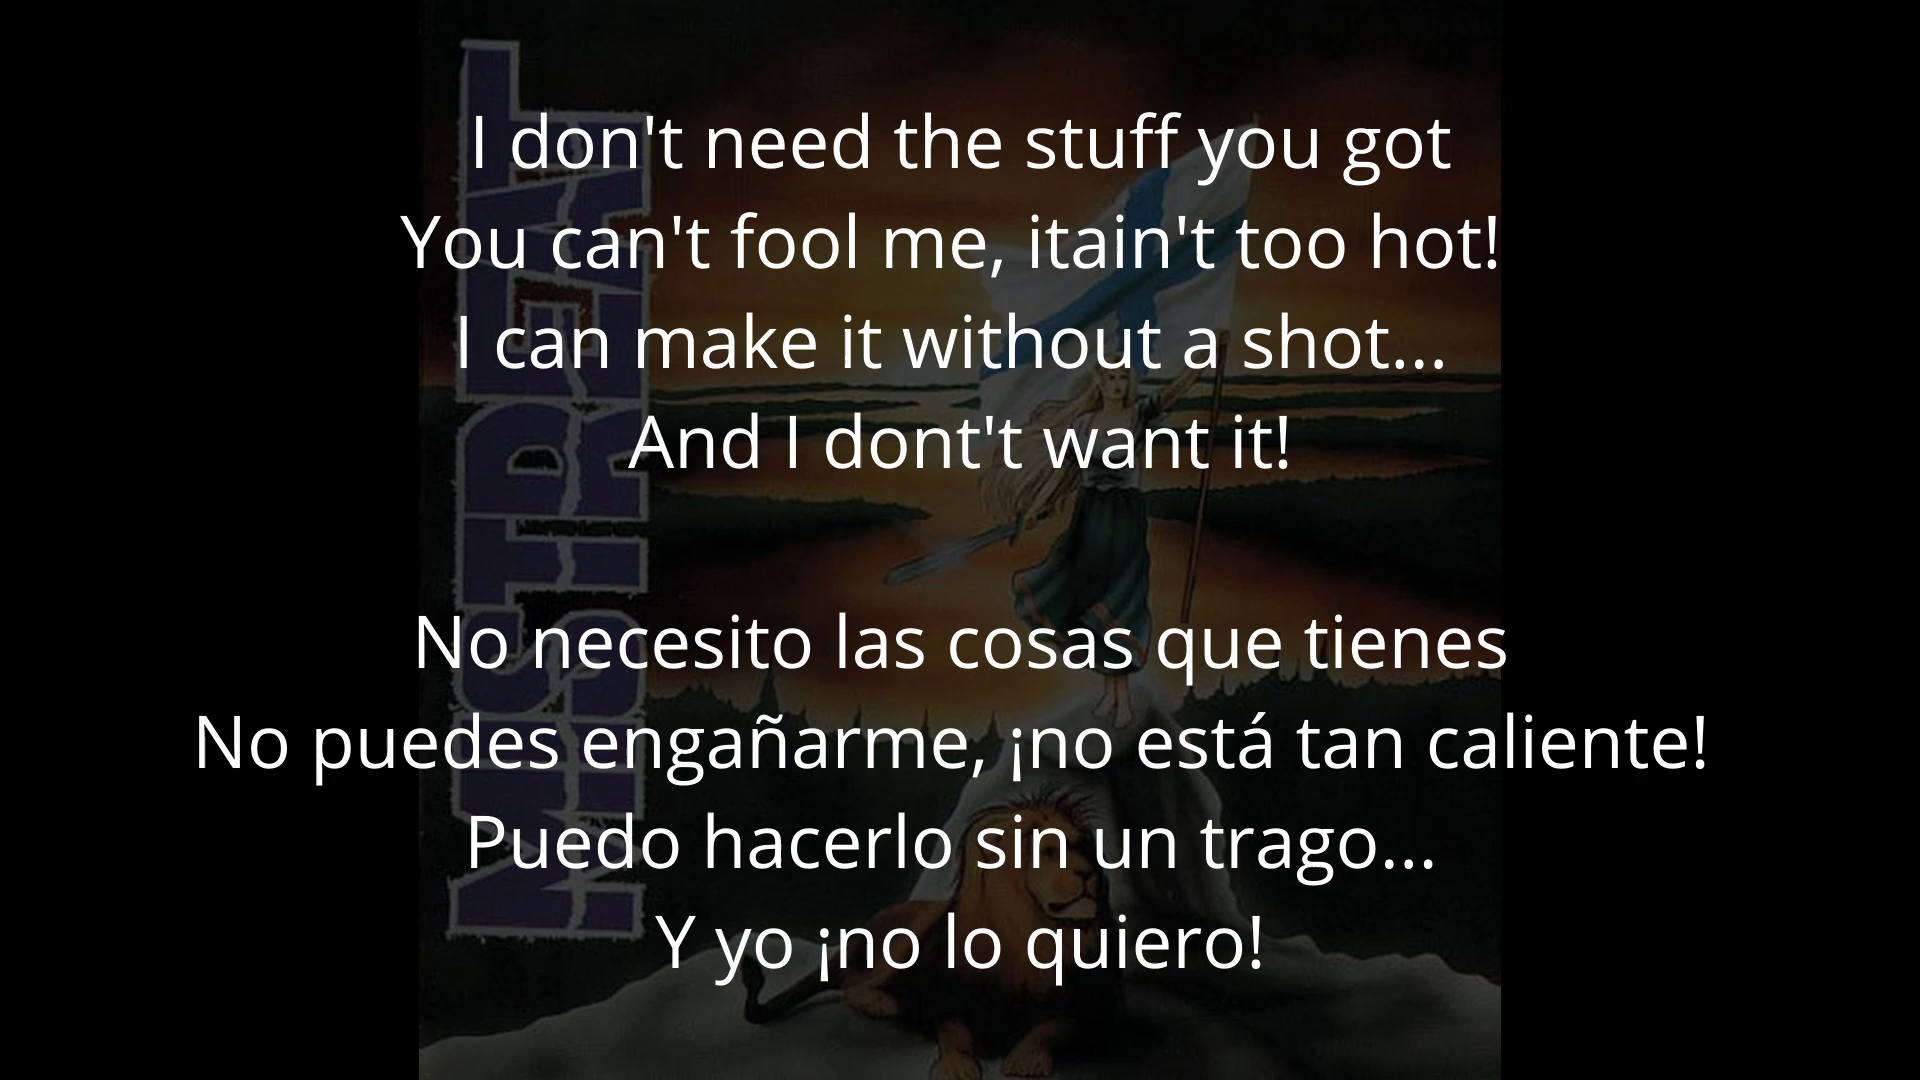 MISTREAT
I don't need the stuff you got
You can't fool me, itain't too hot!
I can make it without a shot...
And I dont't want it!
No necesito las cosas que tienes
No puedes engañarme, ¡no está tan caliente!
Puedo hacerlo sin un trago...
Y yo ¡no lo quiero!